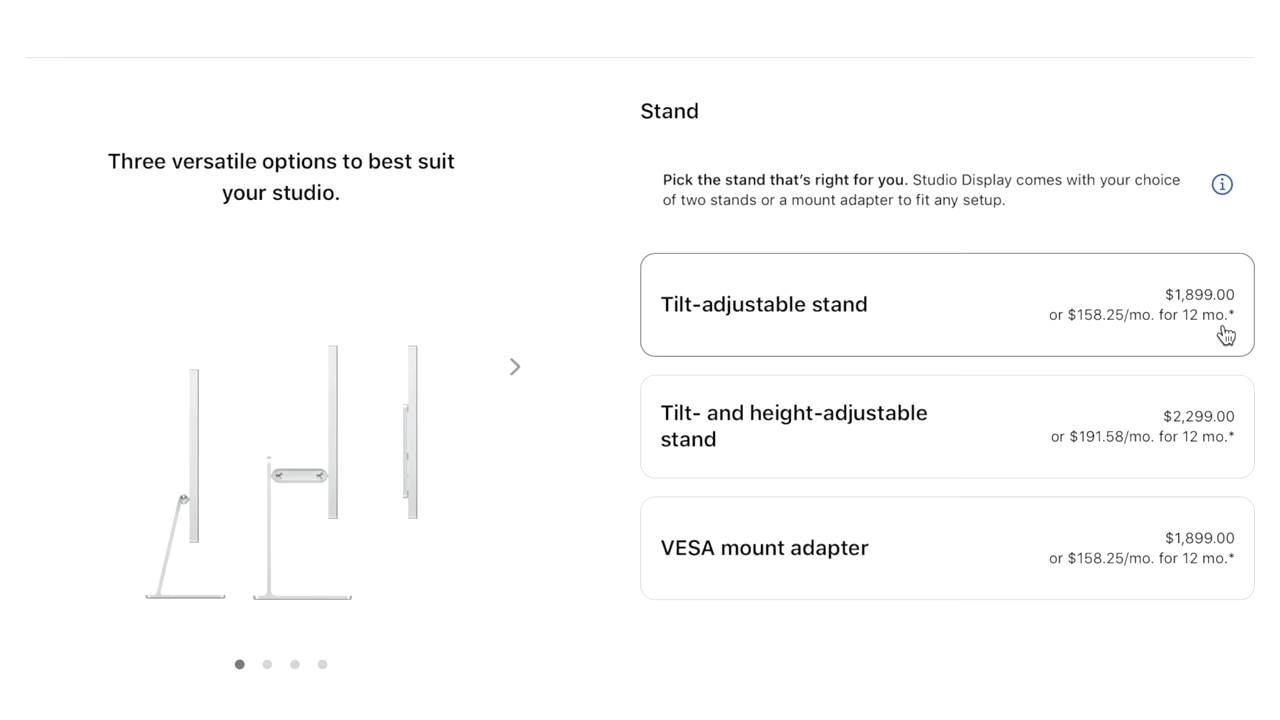 Three versatile options to best suit
your studio.
Stand
Pick the stand that’s right for you. Studio Display comes with your choice
of two stands or a mount adapter to fit any setup.
Tilt-adjustable stand
$1,899.00
or $158.25/mo. for 12 mo.*
Tilt- and height-adjustable
stand
$2,299.00
or $191.58/mo. for 12 mo.*
VESA mount adapter
$1,899.00
or $158.25/mo. for 12 mo.*